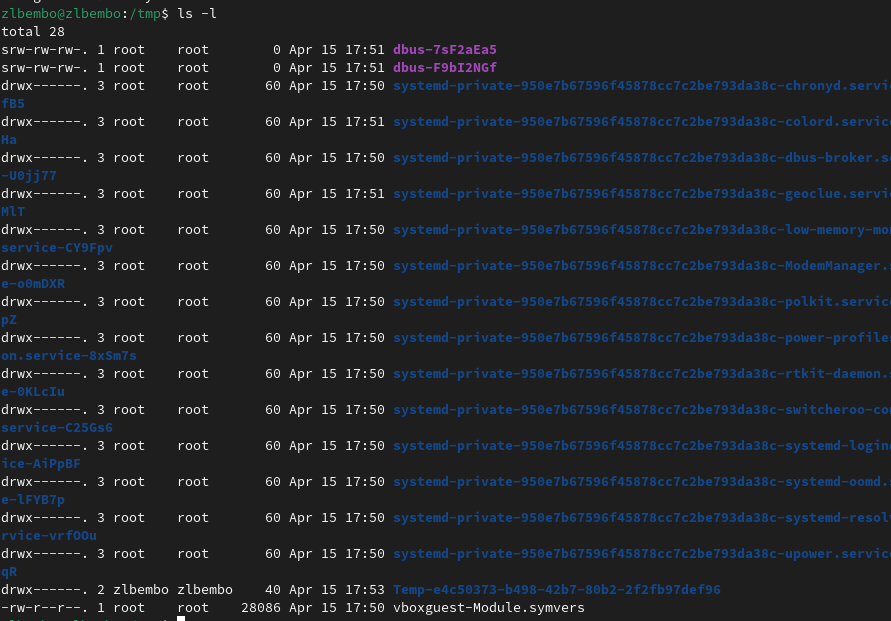 zlbembo@zlbembo:/tmp$ ls -l
total 28
srw-rw-rw-. 1 root    root        0 Apr 15 17:51 dbus-7sF2aEa5
srw-rw-rw-. 1 root    root        0 Apr 15 17:51 dbus-F9bI2NGf
drwx------. 3 root    root       60 Apr 15 17:50 systemd-private-950e7b67596f45878cc7c2be793da38c-chronyd.servi
fB5
drwx------. 3 root    root       60 Apr 15 17:51 systemd-private-950e7b67596f45878cc7c2be793da38c-colord.servic
Ha
drwx------. 3 root    root       60 Apr 15 17:50 systemd-private-950e7b67596f45878cc7c2be793da38c-dbus-broker.s
-U0jj77
drwx------. 3 root    root       60 Apr 15 17:51 systemd-private-950e7b67596f45878cc7c2be793da38c-geoclue.servi
MlT
drwx------. 3 root    root       60 Apr 15 17:50 systemd-private-950e7b67596f45878cc7c2be793da38c-low-memory-mo
service-CY9Fpv
drwx------. 3 root    root       60 Apr 15 17:50 systemd-private-950e7b67596f45878cc7c2be793da38c-ModemManager.
e-o0mDXR
drwx------. 3 root    root       60 Apr 15 17:50 systemd-private-950e7b67596f45878cc7c2be793da38c-polkit.servic
pZ
drwx------. 3 root    root       60 Apr 15 17:50 systemd-private-950e7b67596f45878cc7c2be793da38c-power-profile
on.service-8xSm7s
drwx------. 3 root    root       60 Apr 15 17:50 systemd-private-950e7b67596f45878cc7c2be793da38c-rtkit-daemon.
e-0KLcIu
drwx------. 3 root    root       60 Apr 15 17:50 systemd-private-950e7b67596f45878cc7c2be793da38c-switcheroo-co
service-C25Gs6
drwx------. 3 root    root       60 Apr 15 17:50 systemd-private-950e7b67596f45878cc7c2be793da38c-systemd-login
ice-AiPpBF
drwx------. 3 root    root       60 Apr 15 17:50 systemd-private-950e7b67596f45878cc7c2be793da38c-systemd-oomd.
e-lFYB7p
drwx------. 3 root    root       60 Apr 15 17:50 systemd-private-950e7b67596f45878cc7c2be793da38c-systemd-resol
rvice-vrfOOu
drwx------. 3 root    root       60 Apr 15 17:50 systemd-private-950e7b67596f45878cc7c2be793da38c-upower.servic
qR
drwx------. 2 zlbembo zlbembo    40 Apr 15 17:53 Temp-e4c50373-b498-42b7-80b2-2f2fb97def96
-rw-r--r--. 1 root    root    28086 Apr 15 17:50 vboxguest-Module.symvers